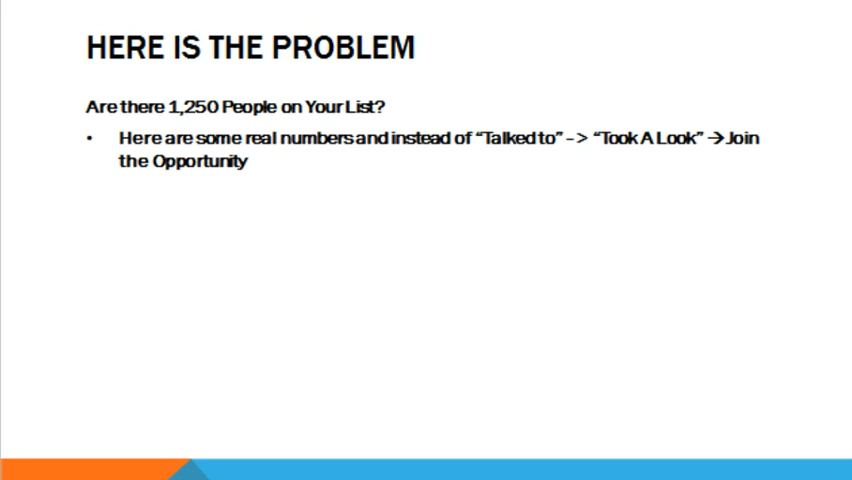 HERE IS THE PROBLEM
Are there 1,250 People on Your List?
• Here are some real numbers and instead of “Talked to” -> “Took A Look” →Join
the Opportunity